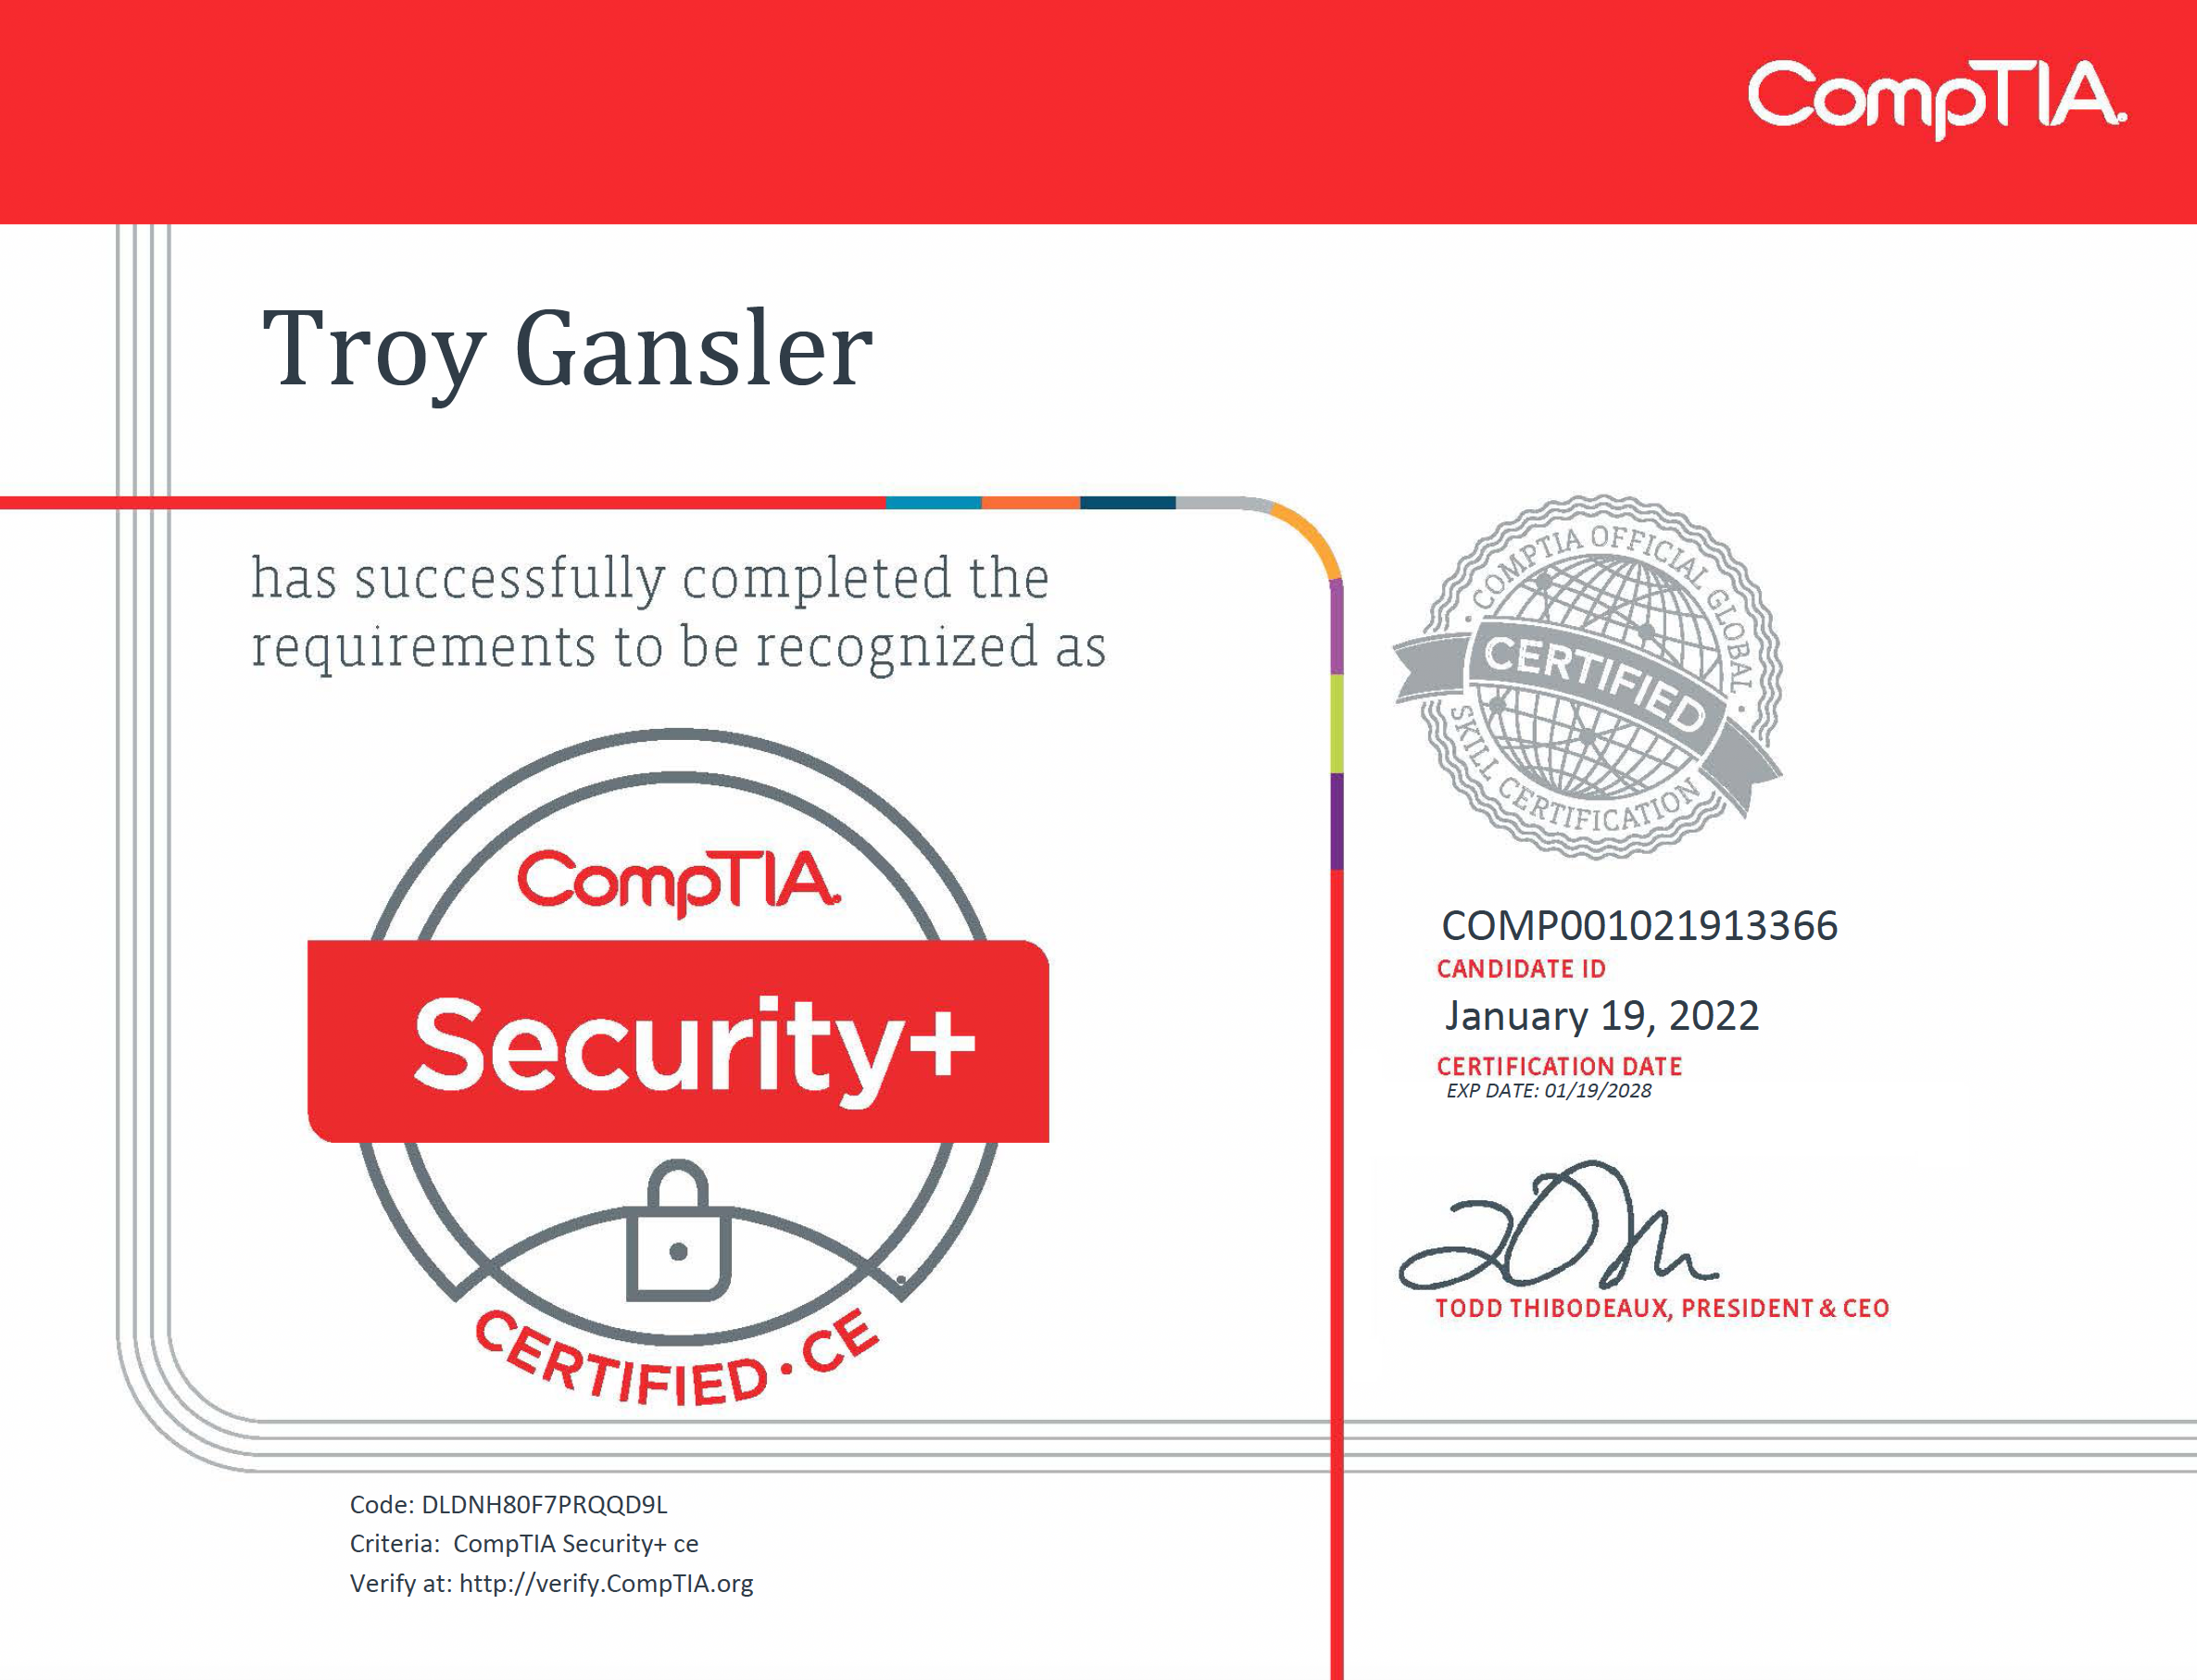 CompTIA.
Troy Gansler
has successfully completed the
requirements to be recognized as
CompTIA.
Security+
CERTIFIED · CE
· COMPTIA OFFICIAL GLOBAL ·
CERTIFIED
SKILL CERTIFICATION
COMP001021913366
CANDIDATE ID
January 19, 2022
CERTIFICATION DATE
EXP DATE: 01/19/2028
TODD THIBODEAUX, PRESIDENT & CEO
Code: DLDNH80F7PRQQD9L
Criteria: CompTIA Security+ ce
Verify at: http://verify.CompTIA.org